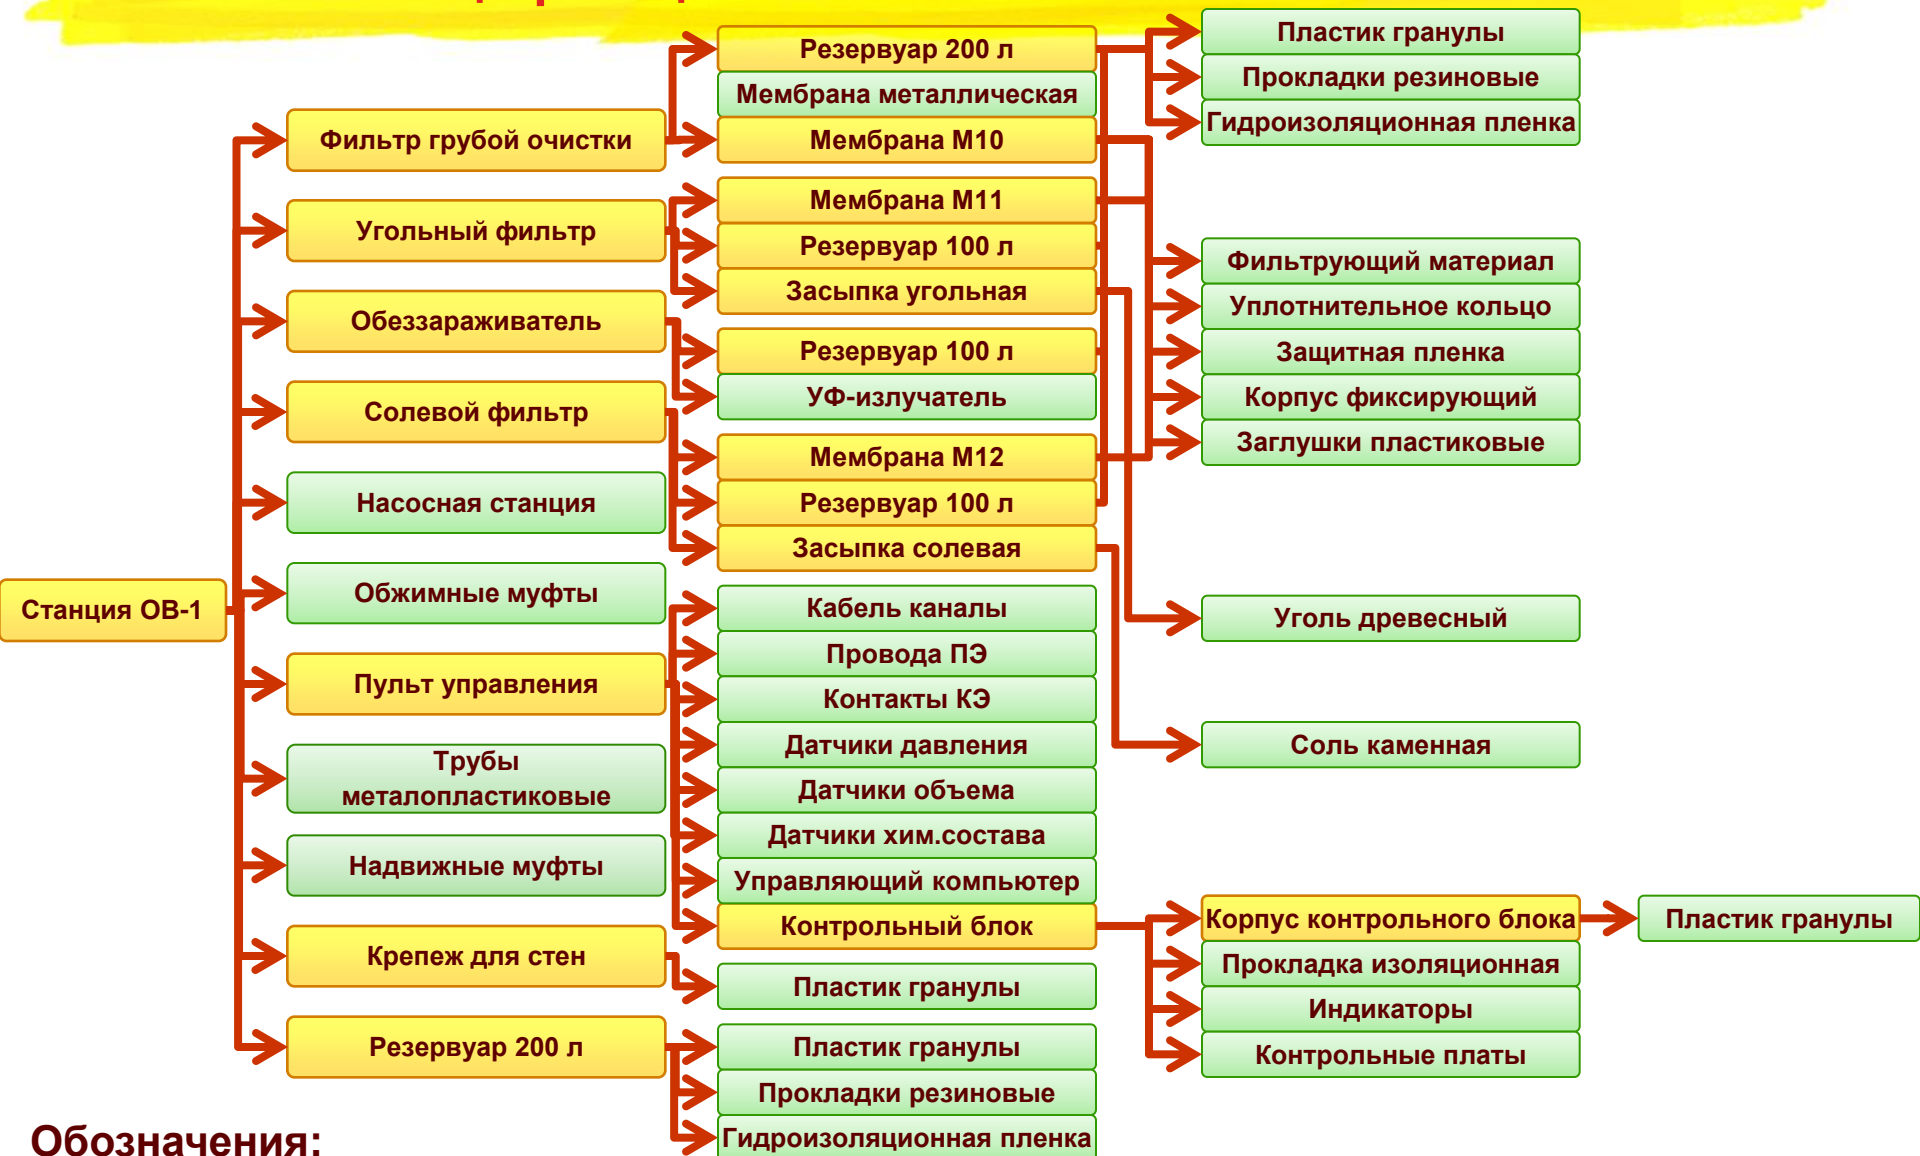 Станция ОВ-1
Фильтр грубой очистки
Угольный фильтр
Обеззараживатель
Солевой фильтр
Насосная станция
Обжимные муфты
Пульт управления
Трубы
металопластиковые
Надвижные муфты
Крепеж для стен
Резервуар 200 л
Резервуар 200 л
Мембрана металлическая
Мембрана М10
Мембрана М11
Резервуар 100 л
Засыпка угольная
Резервуар 100 л
УФ-излучатель
Мембрана М12
Резервуар 100 л
Засыпка солевая
Кабель каналы
Провода ПЭ
Контакты КЭ
Датчики давления
Датчики объема
Датчики хим.состава
Управляющий компьютер
Контрольный блок
Пластик гранулы
Пластик гранулы
Прокладки резиновые
Гидроизоляционная пленка
Пластик гранулы
Прокладки резиновые
Гидроизоляционная пленка
Фильтрующий материал
Уплотнительное кольцо
Защитная пленка
Корпус фиксирующий
Заглушки пластиковые
Уголь древесный
Соль каменная
Корпус контрольного блока
Прокладка изоляционная
Индикаторы
Контрольные платы
Пластик гранулы
Обозначения: